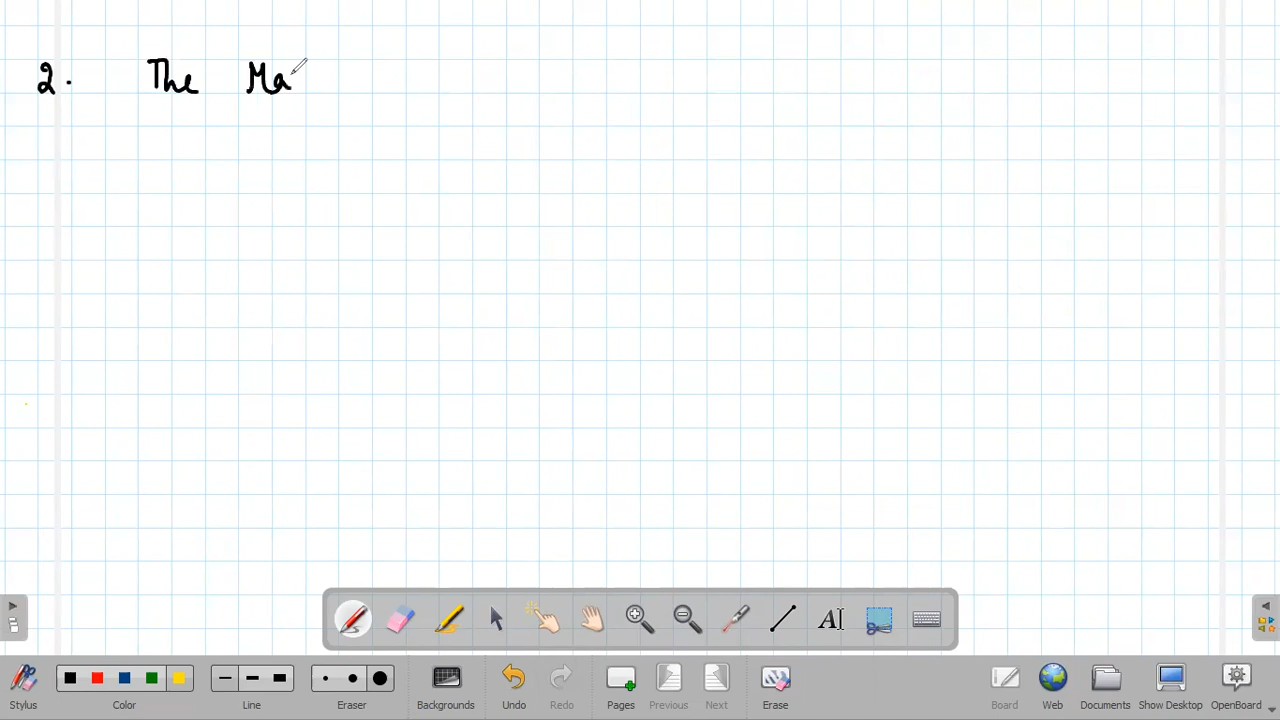 2. The Ma
Stylus
Color
Line
Eraser
Backgrounds
Undo
Redo
Pages
Previous
Next
Erase
Board
Web
Documents
Show Desktop
OpenBoard